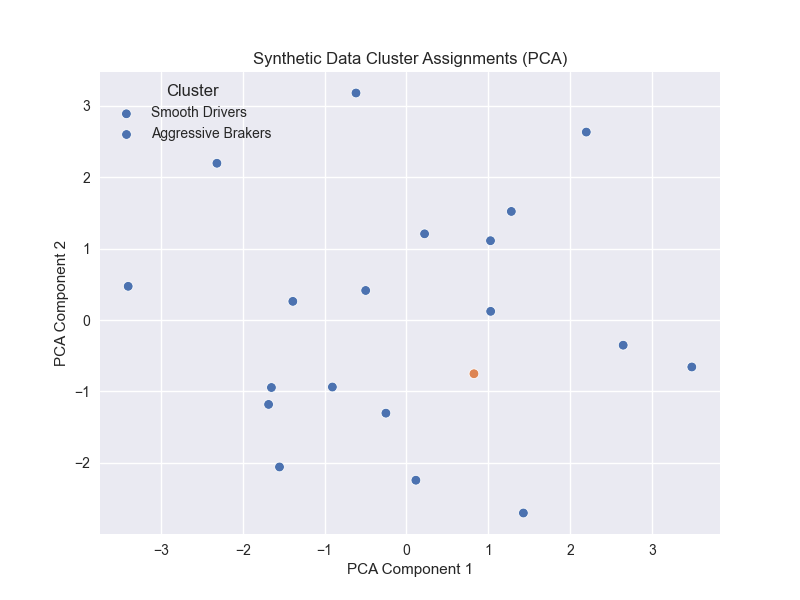 Synthetic Data Cluster Assignments (PCA)
Cluster
Smooth Drivers
Aggressive Brakers
3
2
1
0
−1
−2
PCA Component 2
−3 −2 −1 0 1 2 3
PCA Component 1